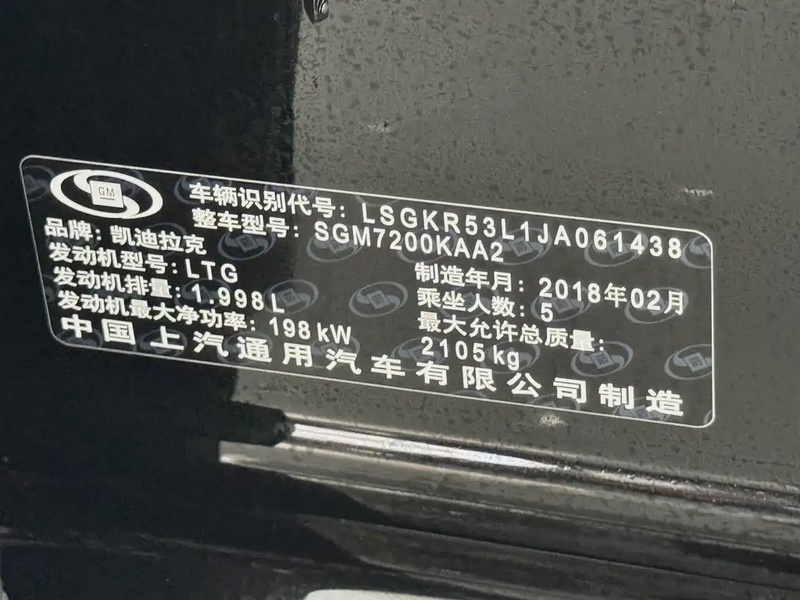 GM
车辆识别代号: LSGKR53L1JA061438
整车型号: SGM7200KAA2
品牌: 凯迪拉克
发动机型号: LTG
制造年月: 2018年02月
发动机排量: 1.998L
乘坐人数: 5
发动机最大净功率: 198kW
最大允许总质量:
2105kg
中国上汽通用汽车有限公司制造